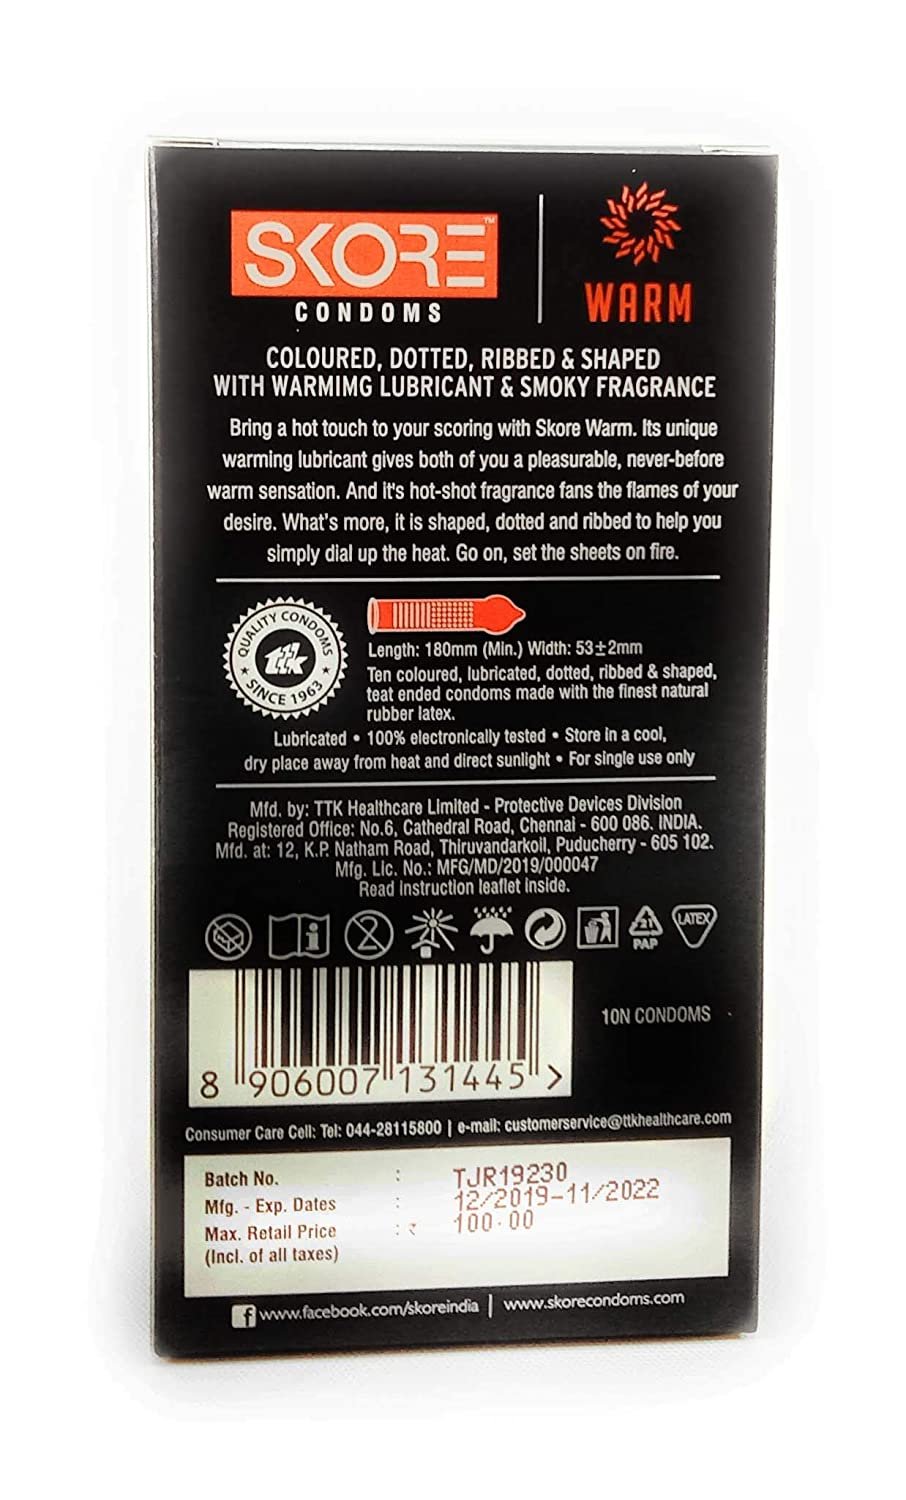 SKORE™
CONDOMS
WARM
COLOURED, DOTTED, RIBBED & SHAPED
WITH WARMIMG LUBRICANT & SMOKY FRAGRANCE
Bring a hot touch to your scoring with Skore Warm. Its unique
warming lubricant gives both of you a pleasurable, never-before
warm sensation. And it's hot-shot fragrance fans the flames of your
desire. What's more, it is shaped, dotted and ribbed to help you
simply dial up the heat. Go on, set the sheets on fire.
QUALITY CONDOMS
ttk
★ SINCE 1963 ★
Length: 180mm (Min.) Width: 53±2mm
Ten coloured, lubricated, dotted, ribbed & shaped,
teat ended condoms made with the finest natural
rubber latex.
Lubricated • 100% electronically tested • Store in a cool,
dry place away from heat and direct sunlight • For single use only
Mfd. by: TTK Healthcare Limited - Protective Devices Division
Registered Office: No.6, Cathedral Road, Chennai - 600 086. INDIA.
Mfd. at: 12, K.P. Natham Road, Thiruvandarkoil, Puducherry - 605 102.
Mfg. Lic. No.: MFG/MD/2019/000047
Read instruction leaflet inside.
i
2
21
PAP
LATEX
8 906007 131445 >
10N CONDOMS
Consumer Care Cell: Tel: 044-28115800 | e-mail: customerservice@ttkhealthcare.com
Batch No. : TJR19230
Mfg. - Exp. Dates : 12/2019-11/2022
Max. Retail Price : ₹ 100.00
(Incl. of all taxes)
f www.facebook.com/skoreindia | www.skorecondoms.com